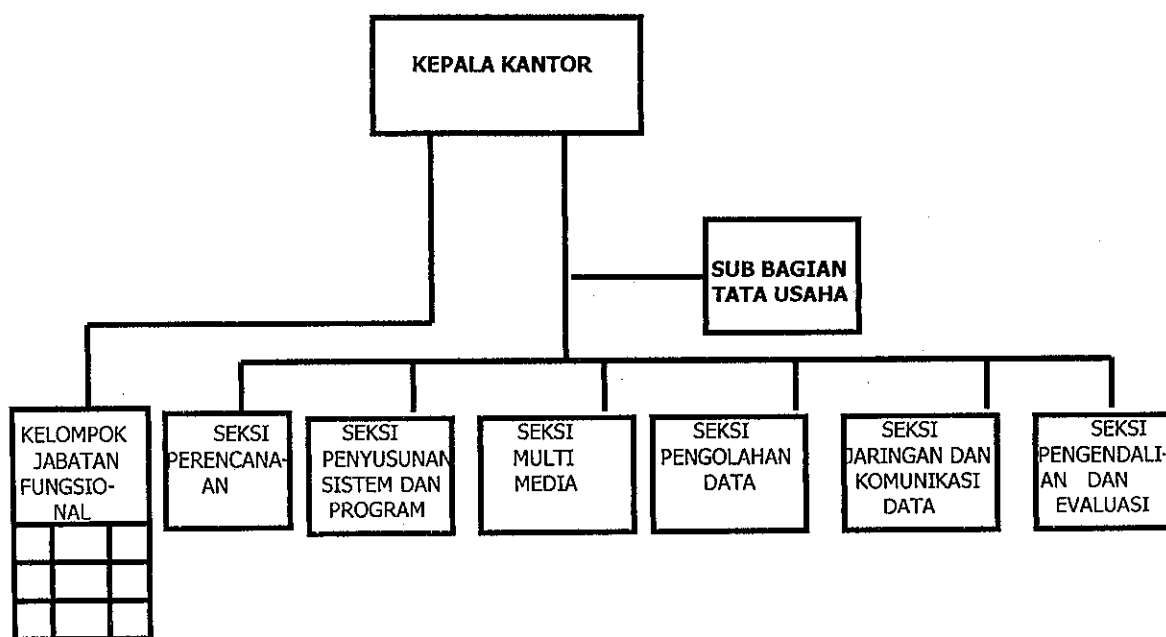 KEPALA KANTOR
SUB BAGIAN
TATA USAHA
KELOMPOK
JABATAN
FUNGSIO-
NAL
SEKSI
PERENCANA-
AN
SEKSI
PENYUSUNAN
SISTEM DAN
PROGRAM
SEKSI
MULTI
MEDIA
SEKSI
PENGOLAHAN
DATA
SEKSI
JARINGAN DAN
KOMUNIKASI
DATA
SEKSI
PENGENDALI-
AN DAN
EVALUASI